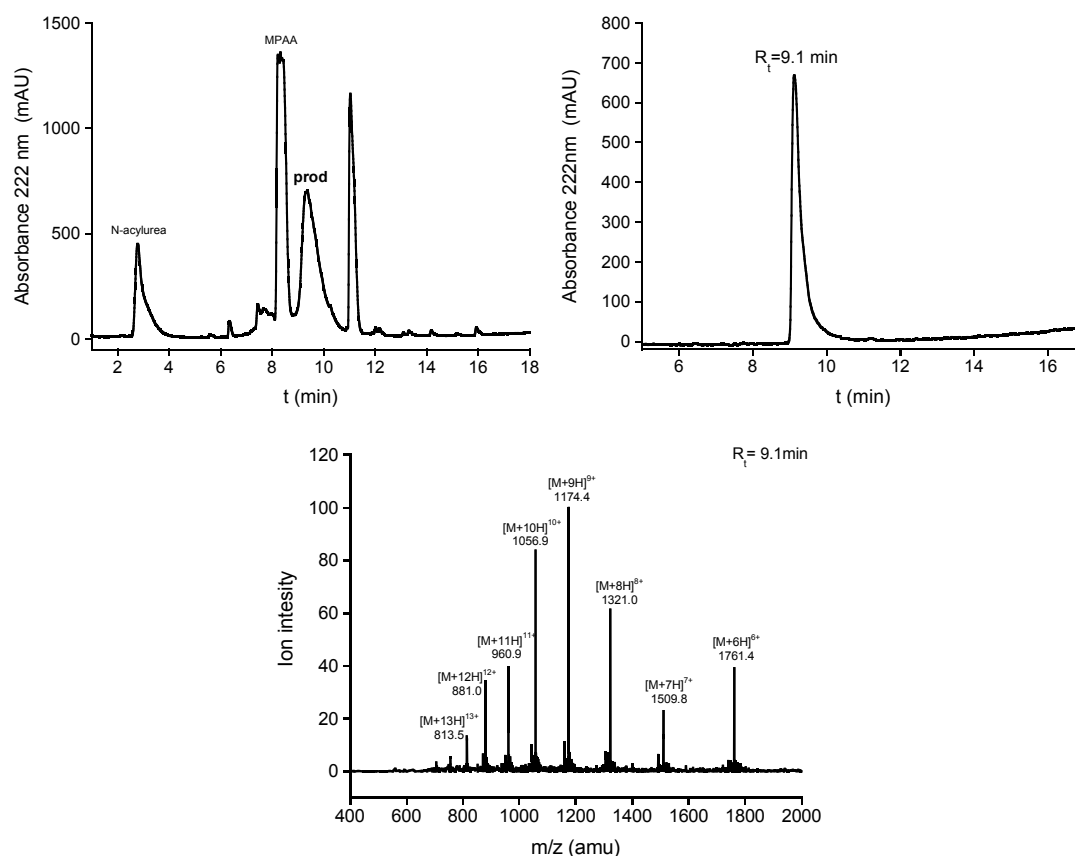 1500
1000
500
0
Absorbance 222 nm (mAU)
N-acylurea
MPAA
prod
2 4 6 8 10 12 14 16 18
t (min)
800
700
600
500
400
300
200
100
0
Absorbance 222nm (mAU)
Rt=9.1 min
6 8 10 12 14 16
t (min)
120
100
80
60
40
20
0
Ion intesity
Rt= 9.1min
[M+9H]9+
1174.4
[M+10H]10+
1056.9
[M+8H]8+
1321.0
[M+11H]11+
960.9
[M+6H]6+
1761.4
[M+12H]12+
881.0
[M+7H]7+
1509.8
[M+13H]13+
813.5
400 600 800 1000 1200 1400 1600 1800 2000
m/z (amu)